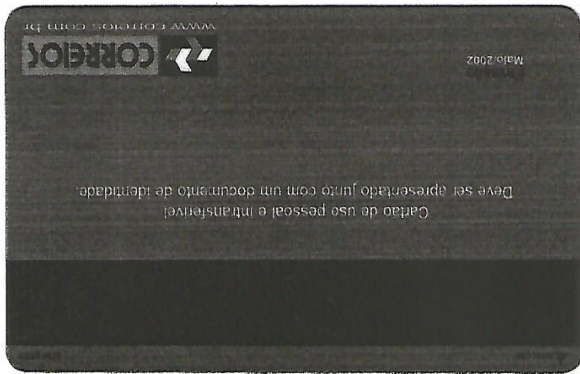 Cartão de uso pessoal e intransferível
Deve ser apresentado junto com um documento de identidade.
Maio/2002
CORREIOS
www.correios.com.br